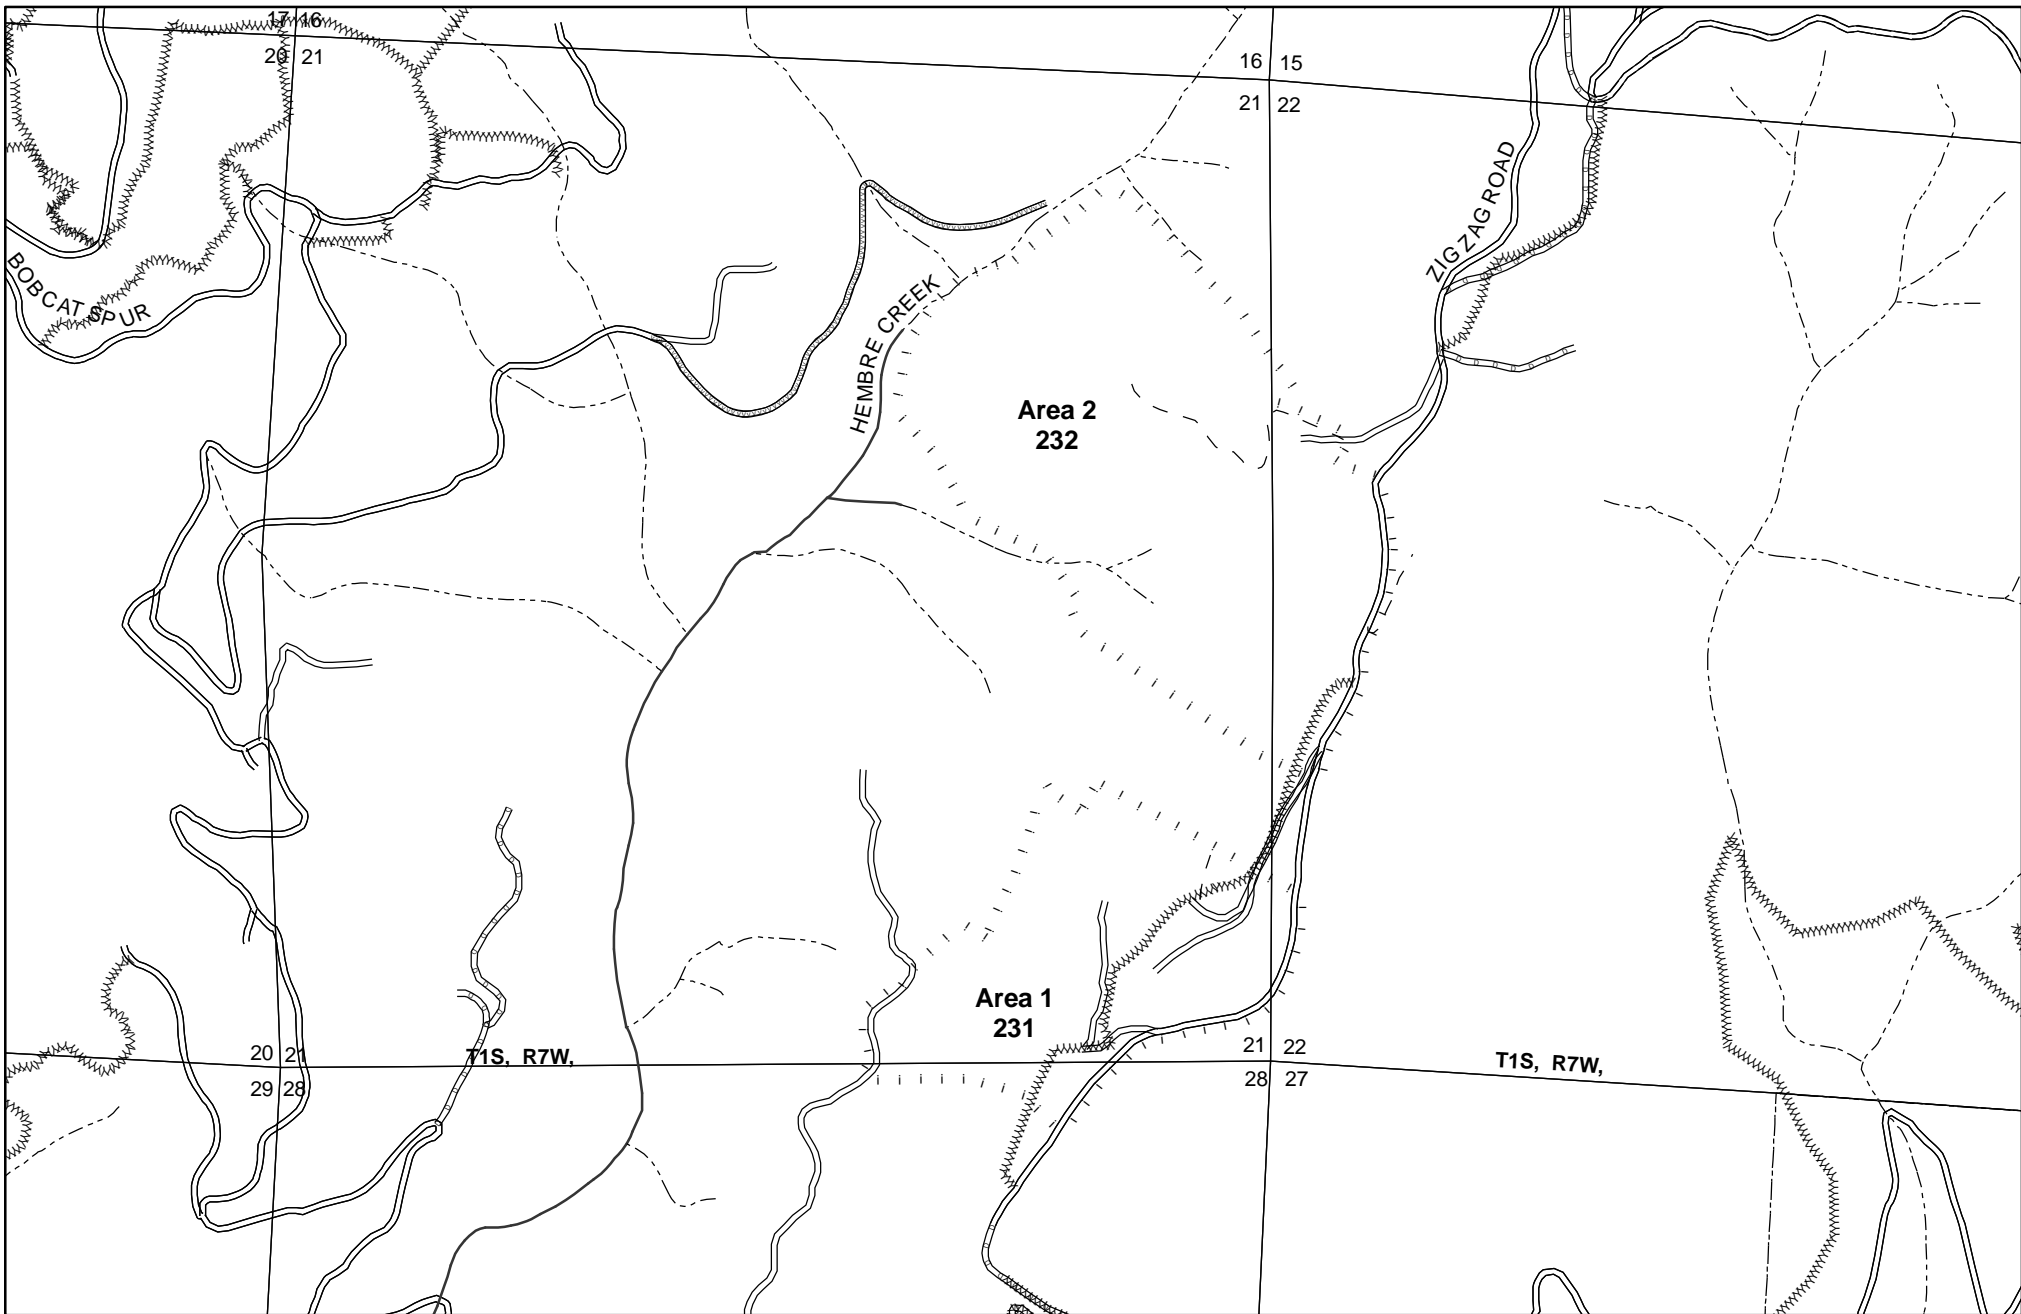 17 16
20 21
16 15
21 22
ZIGZAG ROAD
BOBCAT SPUR
HEMBRE CREEK
Area 2
232
Area 1
231
20 21
29 28
T1S, R7W,
21 22
28 27
T1S, R7W,